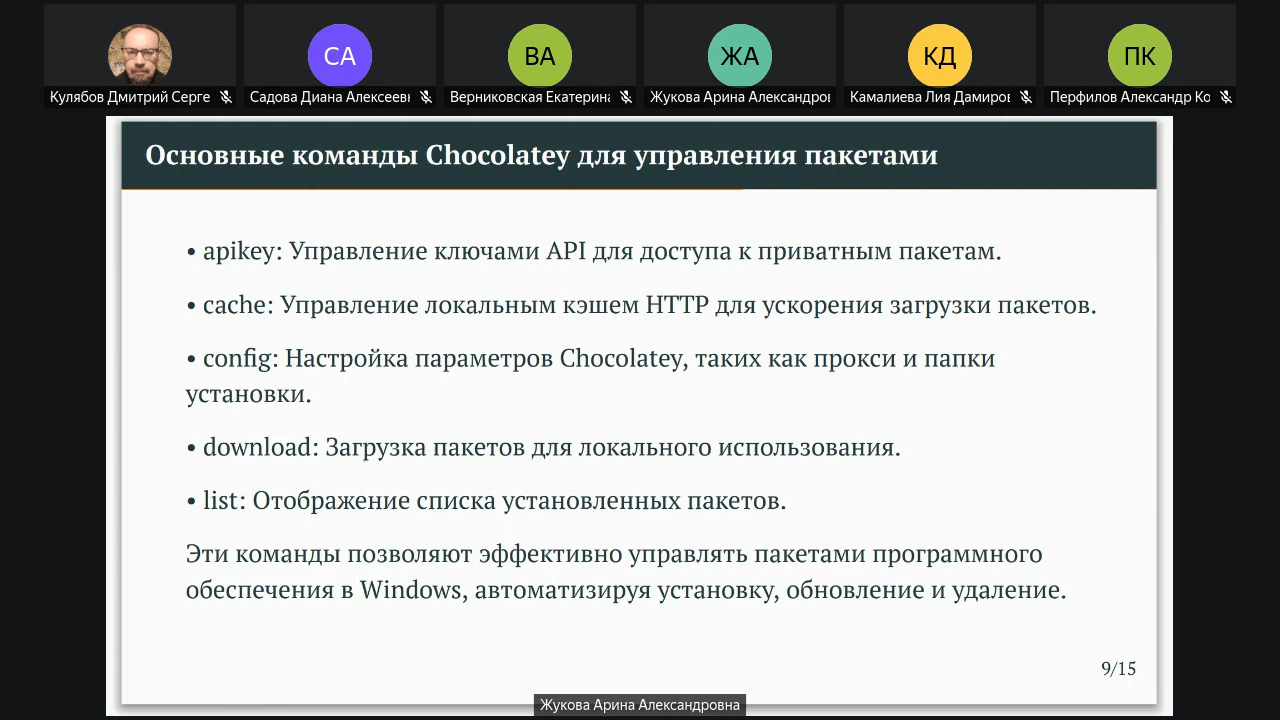 СА
ВА
ЖА
КД
ПК
Кулябов Дмитрий Серге
Садова Диана Алексеевн
Верниковская Екатерина
Жукова Арина Александров
Камалиева Лия Дамиров
Перфилов Александр Ко
Основные команды Chocolatey для управления пакетами
• apikey: Управление ключами API для доступа к приватным пакетам.
• cache: Управление локальным кэшем HTTP для ускорения загрузки пакетов.
• config: Настройка параметров Chocolatey, таких как прокси и папки
установки.
• download: Загрузка пакетов для локального использования.
• list: Отображение списка установленных пакетов.
Эти команды позволяют эффективно управлять пакетами программного
обеспечения в Windows, автоматизируя установку, обновление и удаление.
9/15
Жукова Арина Александровна